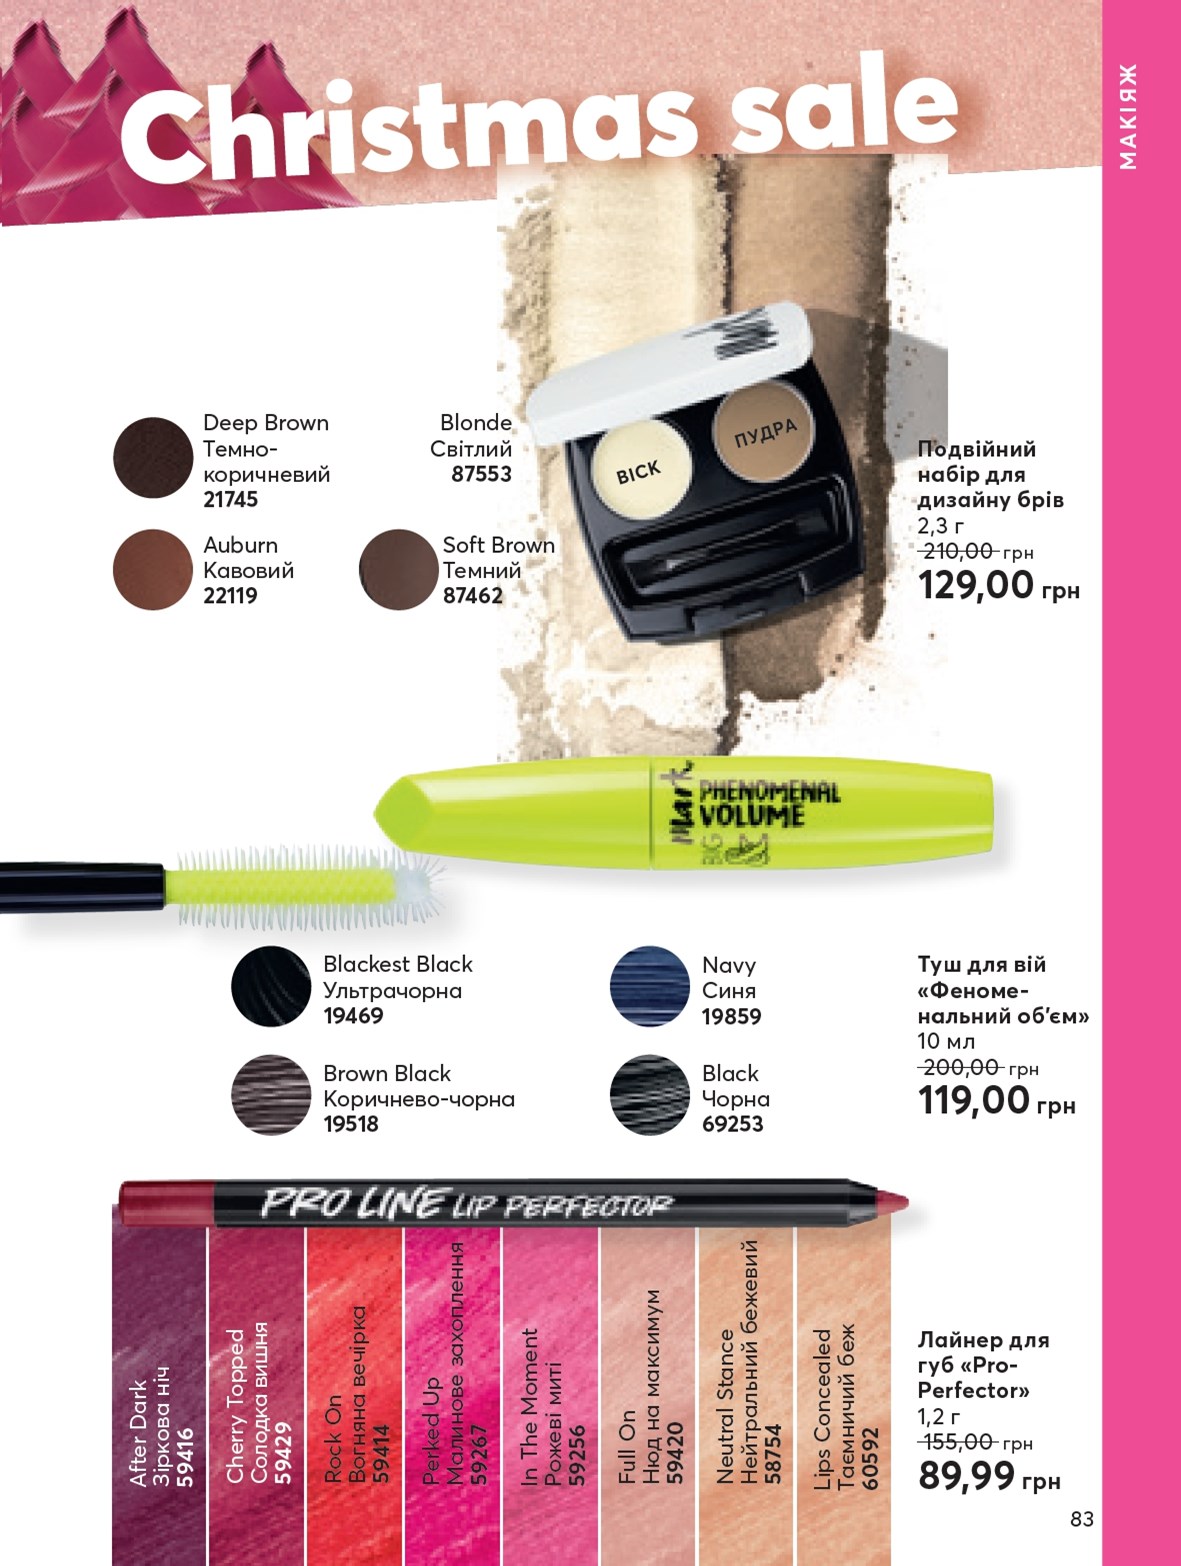 Christmas sale
МАКІЯЖ
Deep Brown
Темно-
коричневий
21745
Blonde
Світлий
87553
Auburn
Кавовий
22119
Soft Brown
Темний
87462
ВІСК
ПУДРА
mark.
Подвійний
набір для
дизайну брів
2,3 г
210,00 грн
129,00 грн
mark.
PHENOMENAL
VOLUME
BIG
Blackest Black
Ультрачорна
19469
Navy
Синя
19859
Brown Black
Коричнево-чорна
19518
Black
Чорна
69253
Туш для вій
«Феноме-
нальний об’єм»
10 мл
200,00 грн
119,00 грн
PRO LINE LIP PERFECTOR
After Dark
Зіркова ніч
59416
Cherry Topped
Солодка вишня
59429
Rock On
Вогняна вечірка
59414
Perked Up
Малинове захоплення
59267
In The Moment
Рожеві миті
59256
Full On
Нюд на максимум
59420
Neutral Stance
Нейтральний бежевий
58754
Lips Concealed
Таємничий беж
60592
Лайнер для
губ «Pro-
Perfector»
1,2 г
155,00 грн
89,99 грн
83